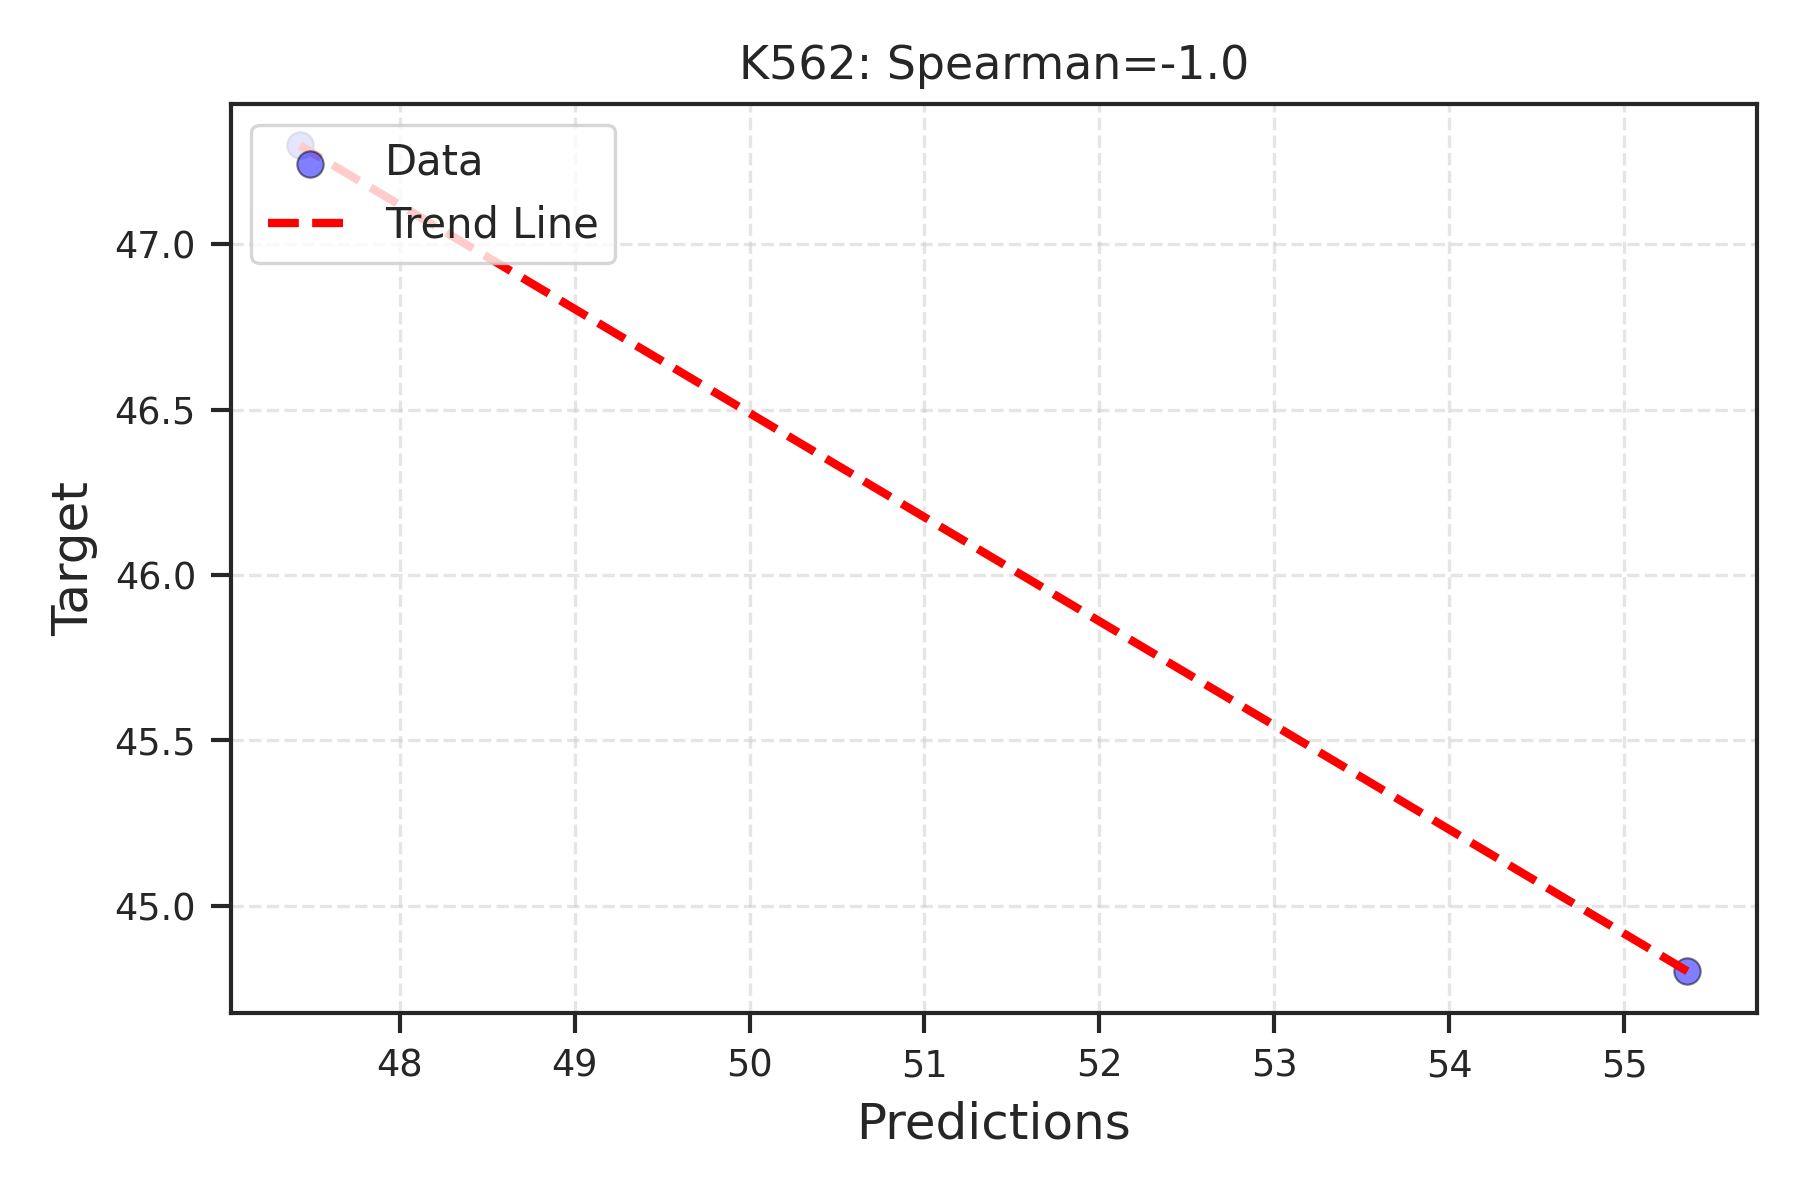 K562: Spearman=-1.0
Data
Trend Line
47.0
46.5
46.0
45.5
45.0
Target
48 49 50 51 52 53 54 55
Predictions